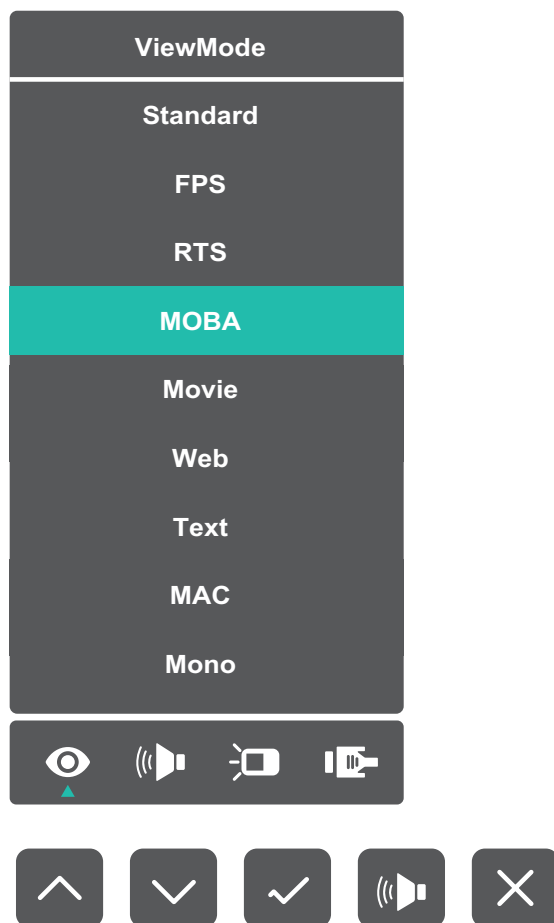 ViewMode
Standard
FPS
RTS
MOBA
Movie
Web
Text
MAC
Mono